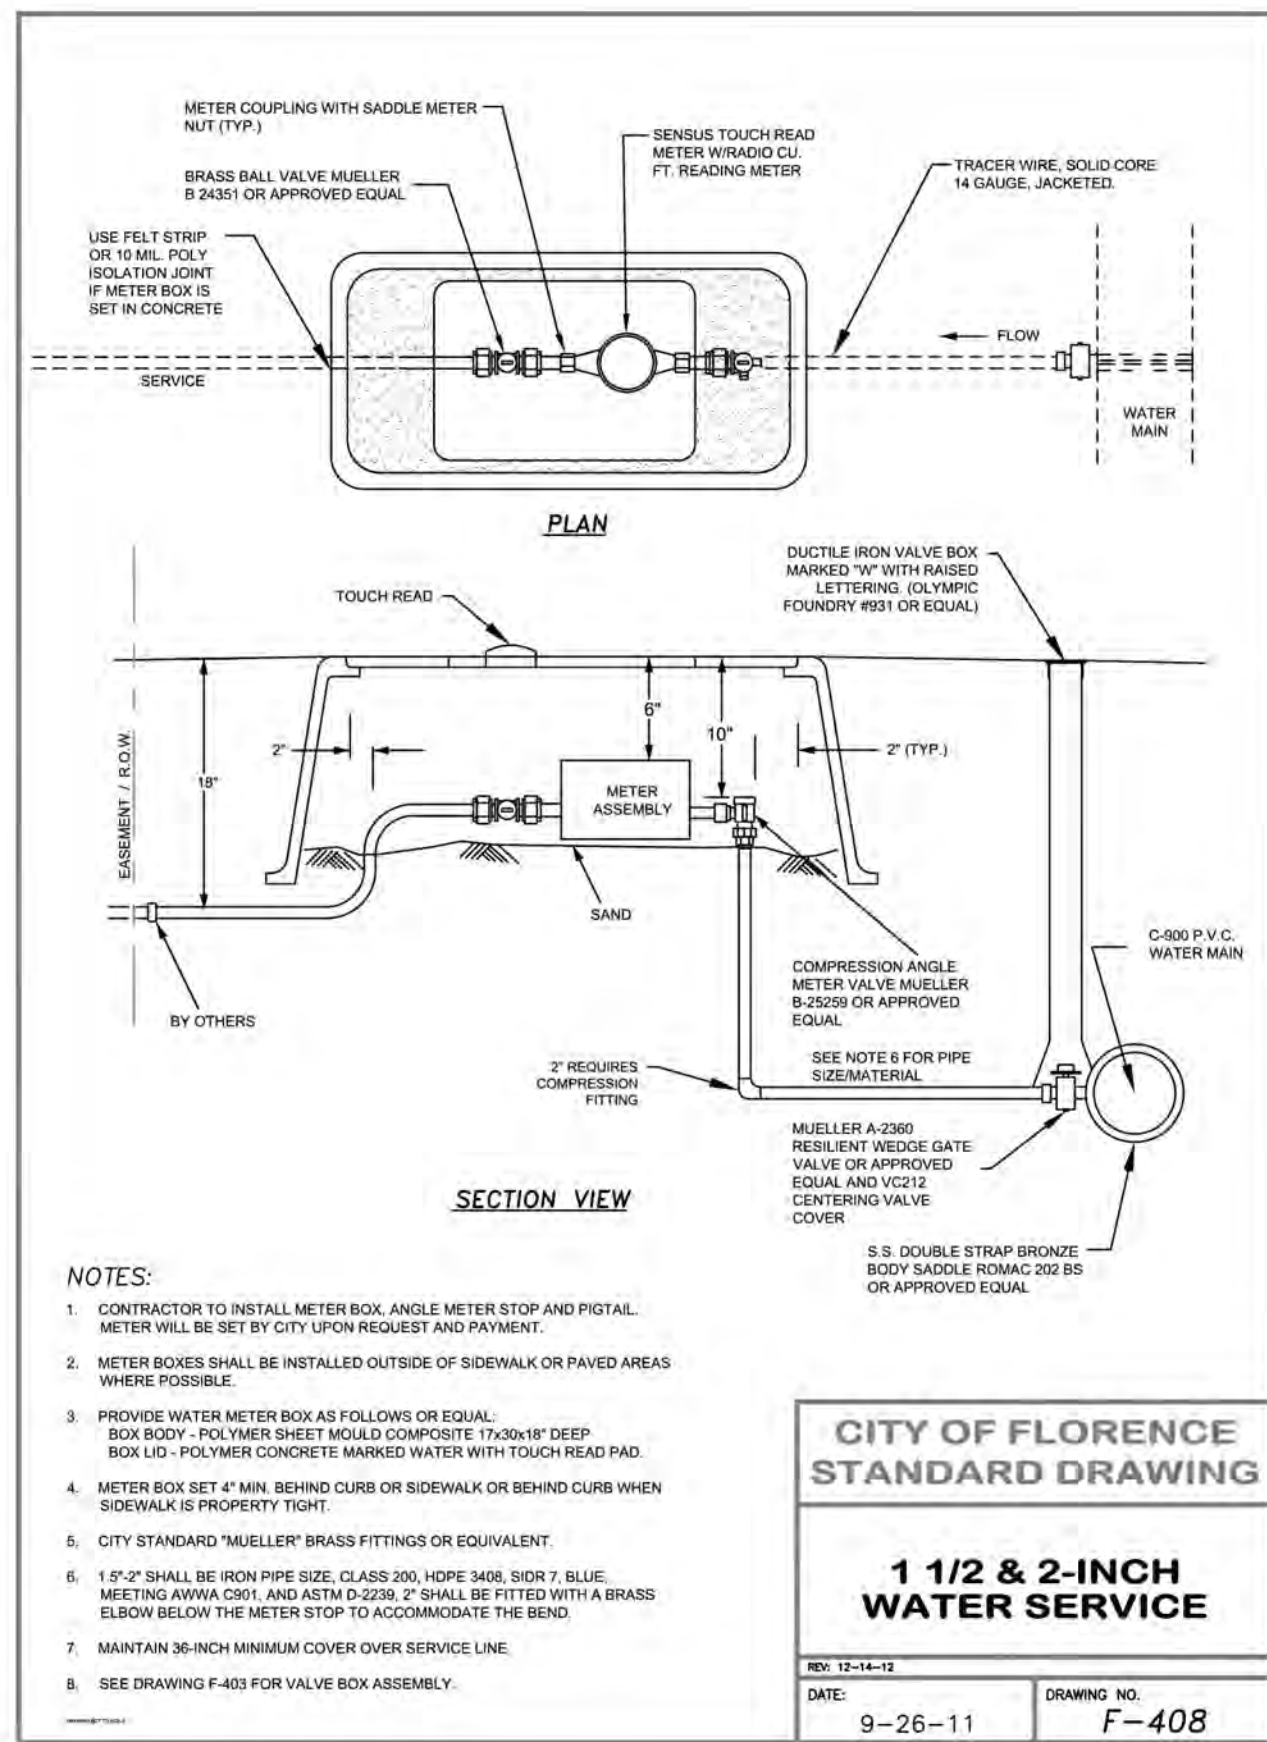 METER COUPLING WITH SADDLE METER
NUT (TYP.)
SENSUS TOUCH READ
METER W/RADIO CU.
FT. READING METER
TRACER WIRE, SOLID CORE
14 GAUGE, JACKETED.
BRASS BALL VALVE MUELLER
B 24351 OR APPROVED EQUAL
USE FELT STRIP
OR 10 MIL. POLY
ISOLATION JOINT
IF METER BOX IS
SET IN CONCRETE
FLOW
SERVICE
WATER
MAIN
PLAN
DUCTILE IRON VALVE BOX
MARKED "W" WITH RAISED
LETTERING. (OLYMPIC
FOUNDRY #931 OR EQUAL)
TOUCH READ
EASEMENT / R.O.W.
18"
2"
6"
10"
2" (TYP.)
METER
ASSEMBLY
SAND
BY OTHERS
C-900 P.V.C.
WATER MAIN
COMPRESSION ANGLE
METER VALVE MUELLER
B-25259 OR APPROVED
EQUAL
2" REQUIRES
COMPRESSION
FITTING
SEE NOTE 6 FOR PIPE
SIZE/MATERIAL
MUELLER A-2360
RESILIENT WEDGE GATE
VALVE OR APPROVED
EQUAL AND VC212
CENTERING VALVE
COVER
SECTION VIEW
S.S. DOUBLE STRAP BRONZE
BODY SADDLE ROMAC 202 BS
OR APPROVED EQUAL
NOTES:
1. CONTRACTOR TO INSTALL METER BOX, ANGLE METER STOP AND PIGTAIL.
METER WILL BE SET BY CITY UPON REQUEST AND PAYMENT.
2. METER BOXES SHALL BE INSTALLED OUTSIDE OF SIDEWALK OR PAVED AREAS
WHERE POSSIBLE.
3. PROVIDE WATER METER BOX AS FOLLOWS OR EQUAL:
BOX BODY - POLYMER SHEET MOULD COMPOSITE 17x30x18" DEEP
BOX LID - POLYMER CONCRETE MARKED WATER WITH TOUCH READ PAD.
4. METER BOX SET 4" MIN. BEHIND CURB OR SIDEWALK OR BEHIND CURB WHEN
SIDEWALK IS PROPERTY TIGHT.
5. CITY STANDARD "MUELLER" BRASS FITTINGS OR EQUIVALENT.
6. 1.5"-2" SHALL BE IRON PIPE SIZE, CLASS 200, HDPE 3408, SIDR 7, BLUE,
MEETING AWWA C901, AND ASTM D-2239, 2" SHALL BE FITTED WITH A BRASS
ELBOW BELOW THE METER STOP TO ACCOMMODATE THE BEND.
7. MAINTAIN 36-INCH MINIMUM COVER OVER SERVICE LINE
8. SEE DRAWING F-403 FOR VALVE BOX ASSEMBLY.
CITY OF FLORENCE
STANDARD DRAWING
1 1/2 & 2-INCH
WATER SERVICE
REV: 12-14-12
DATE:
9-26-11
DRAWING NO.
F-408